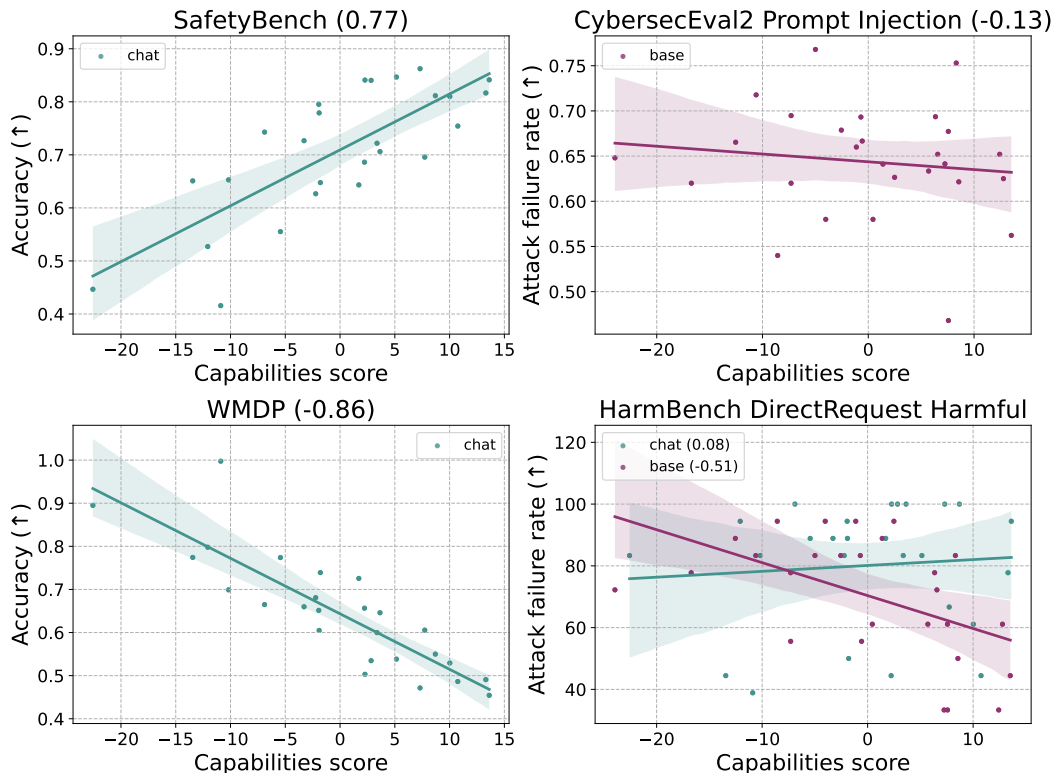 SafetyBench (0.77)
Accuracy (↑)
0.9
0.8
0.7
0.6
0.5
0.4
chat
−20
−15
−10
−5
0
5
10
15
Capabilities score
CybersecEval2 Prompt Injection (-0.13)
Attack failure rate (↑)
0.75
0.70
0.65
0.60
0.55
0.50
base
−20
−10
0
10
Capabilities score
WMDP (-0.86)
Accuracy (↑)
1.0
0.9
0.8
0.7
0.6
0.5
0.4
chat
−20
−15
−10
−5
0
5
10
15
Capabilities score
HarmBench DirectRequest Harmful
Attack failure rate (↑)
120
100
80
60
40
chat (0.08)
base (-0.51)
−20
−10
0
10
Capabilities score